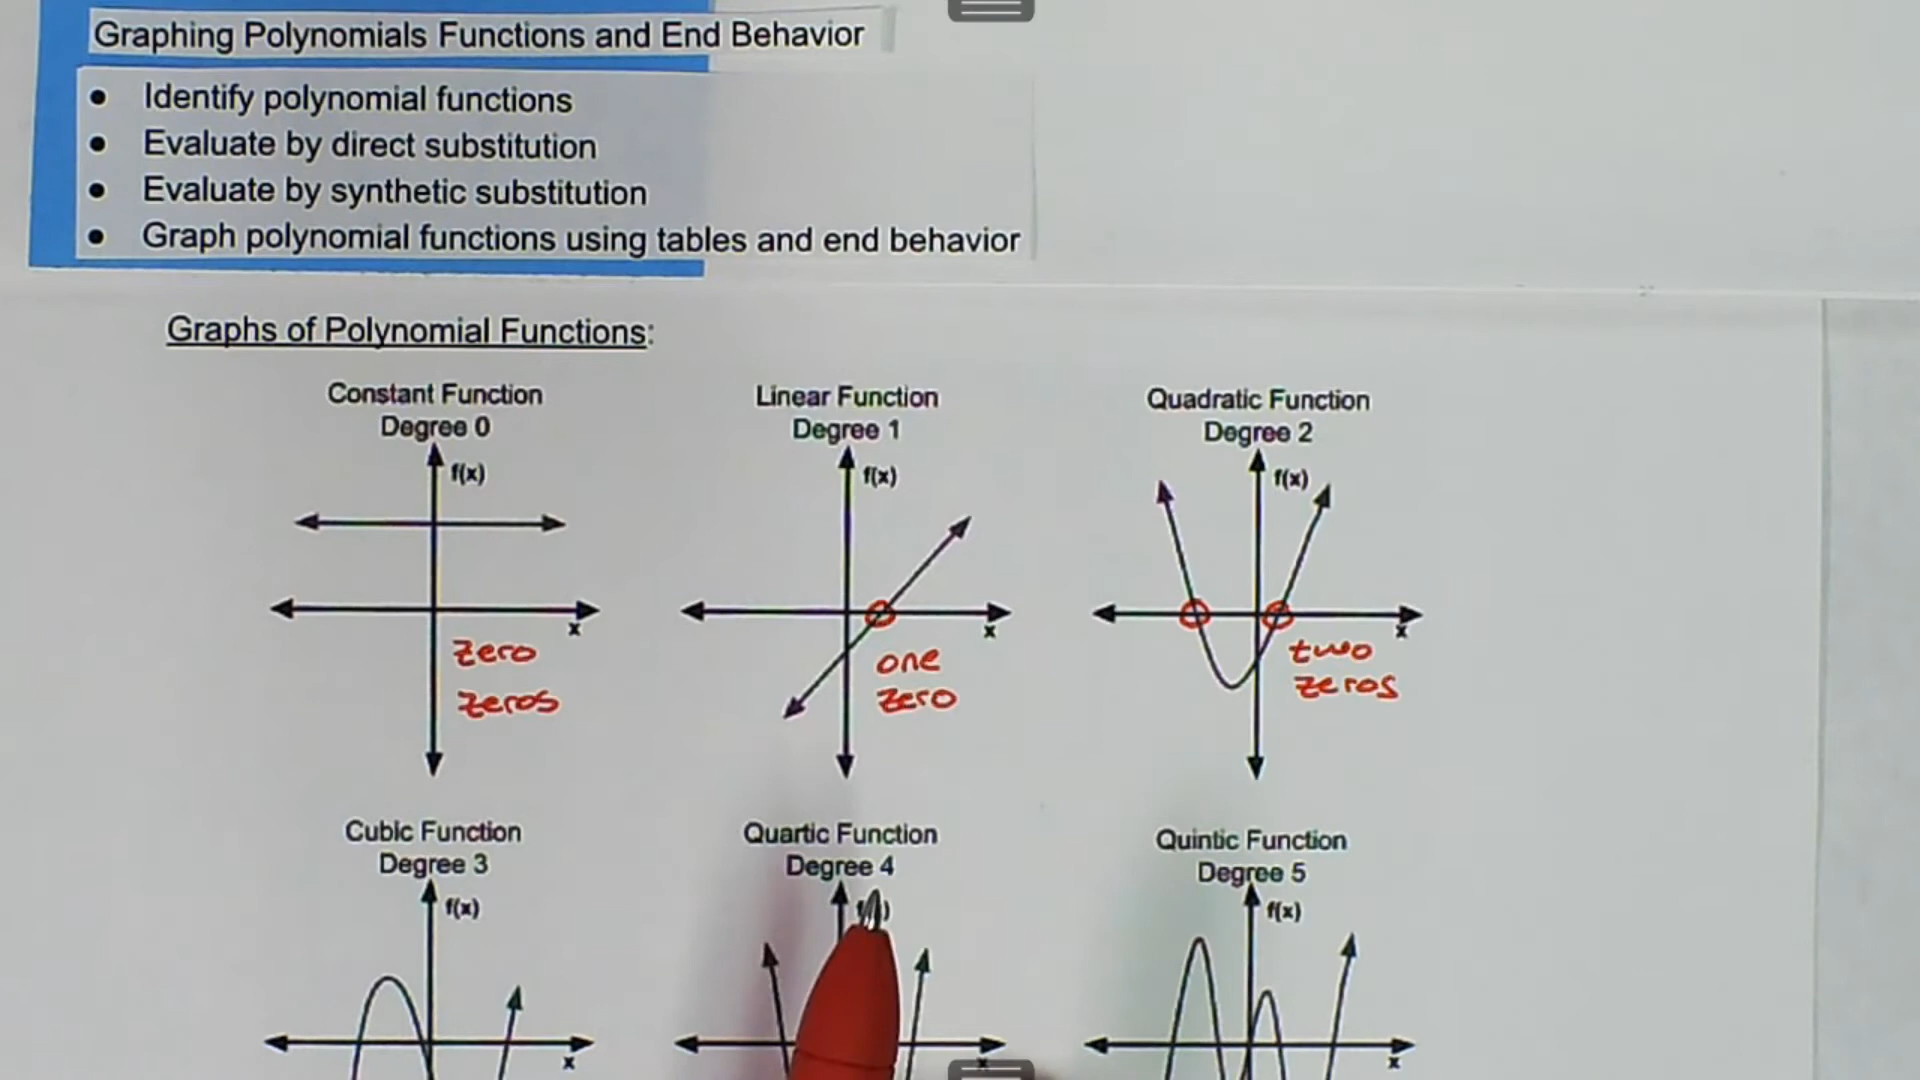 Graphing Polynomials Functions and End Behavior
● Identify polynomial functions
● Evaluate by direct substitution
● Evaluate by synthetic substitution
● Graph polynomial functions using tables and end behavior
Graphs of Polynomial Functions:
Constant Function
Degree 0
f(x)
x
zero
zeros
Linear Function
Degree 1
f(x)
x
one
zero
Quadratic Function
Degree 2
f(x)
x
two
zeros
Cubic Function
Degree 3
f(x)
x
Quartic Function
Degree 4
Quintic Function
Degree 5
f(x)
x